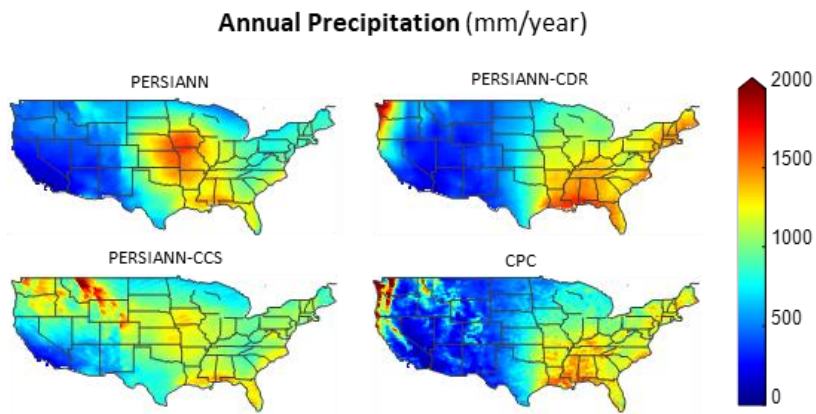 Annual Precipitation (mm/year)
PERSIANN
PERSIANN-CDR
PERSIANN-CCS
CPC
2000
1500
1000
500
0